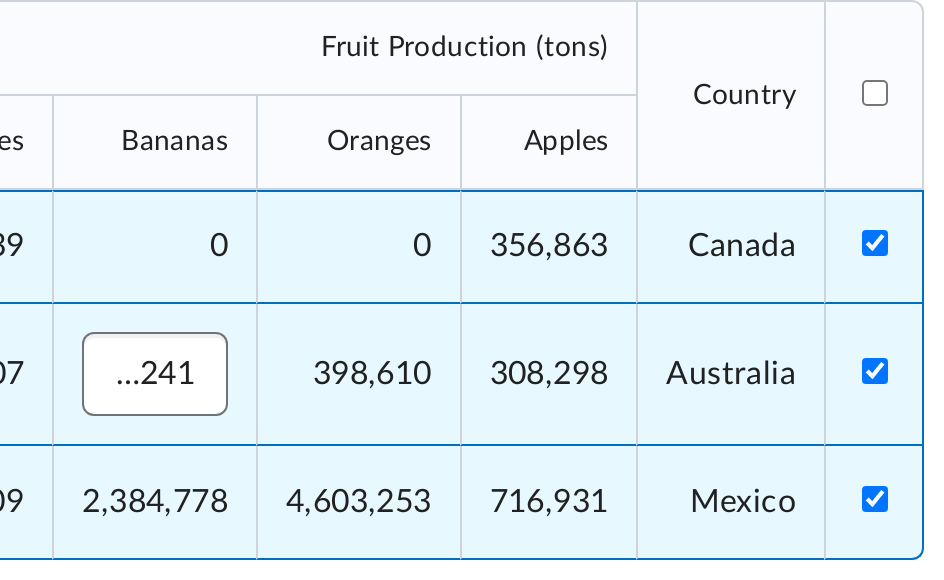 Fruit Production (tons) Country
es Bananas Oranges Apples
39 0 0 356,863 Canada
07 ...241 398,610 308,298 Australia
09 2,384,778 4,603,253 716,931 Mexico